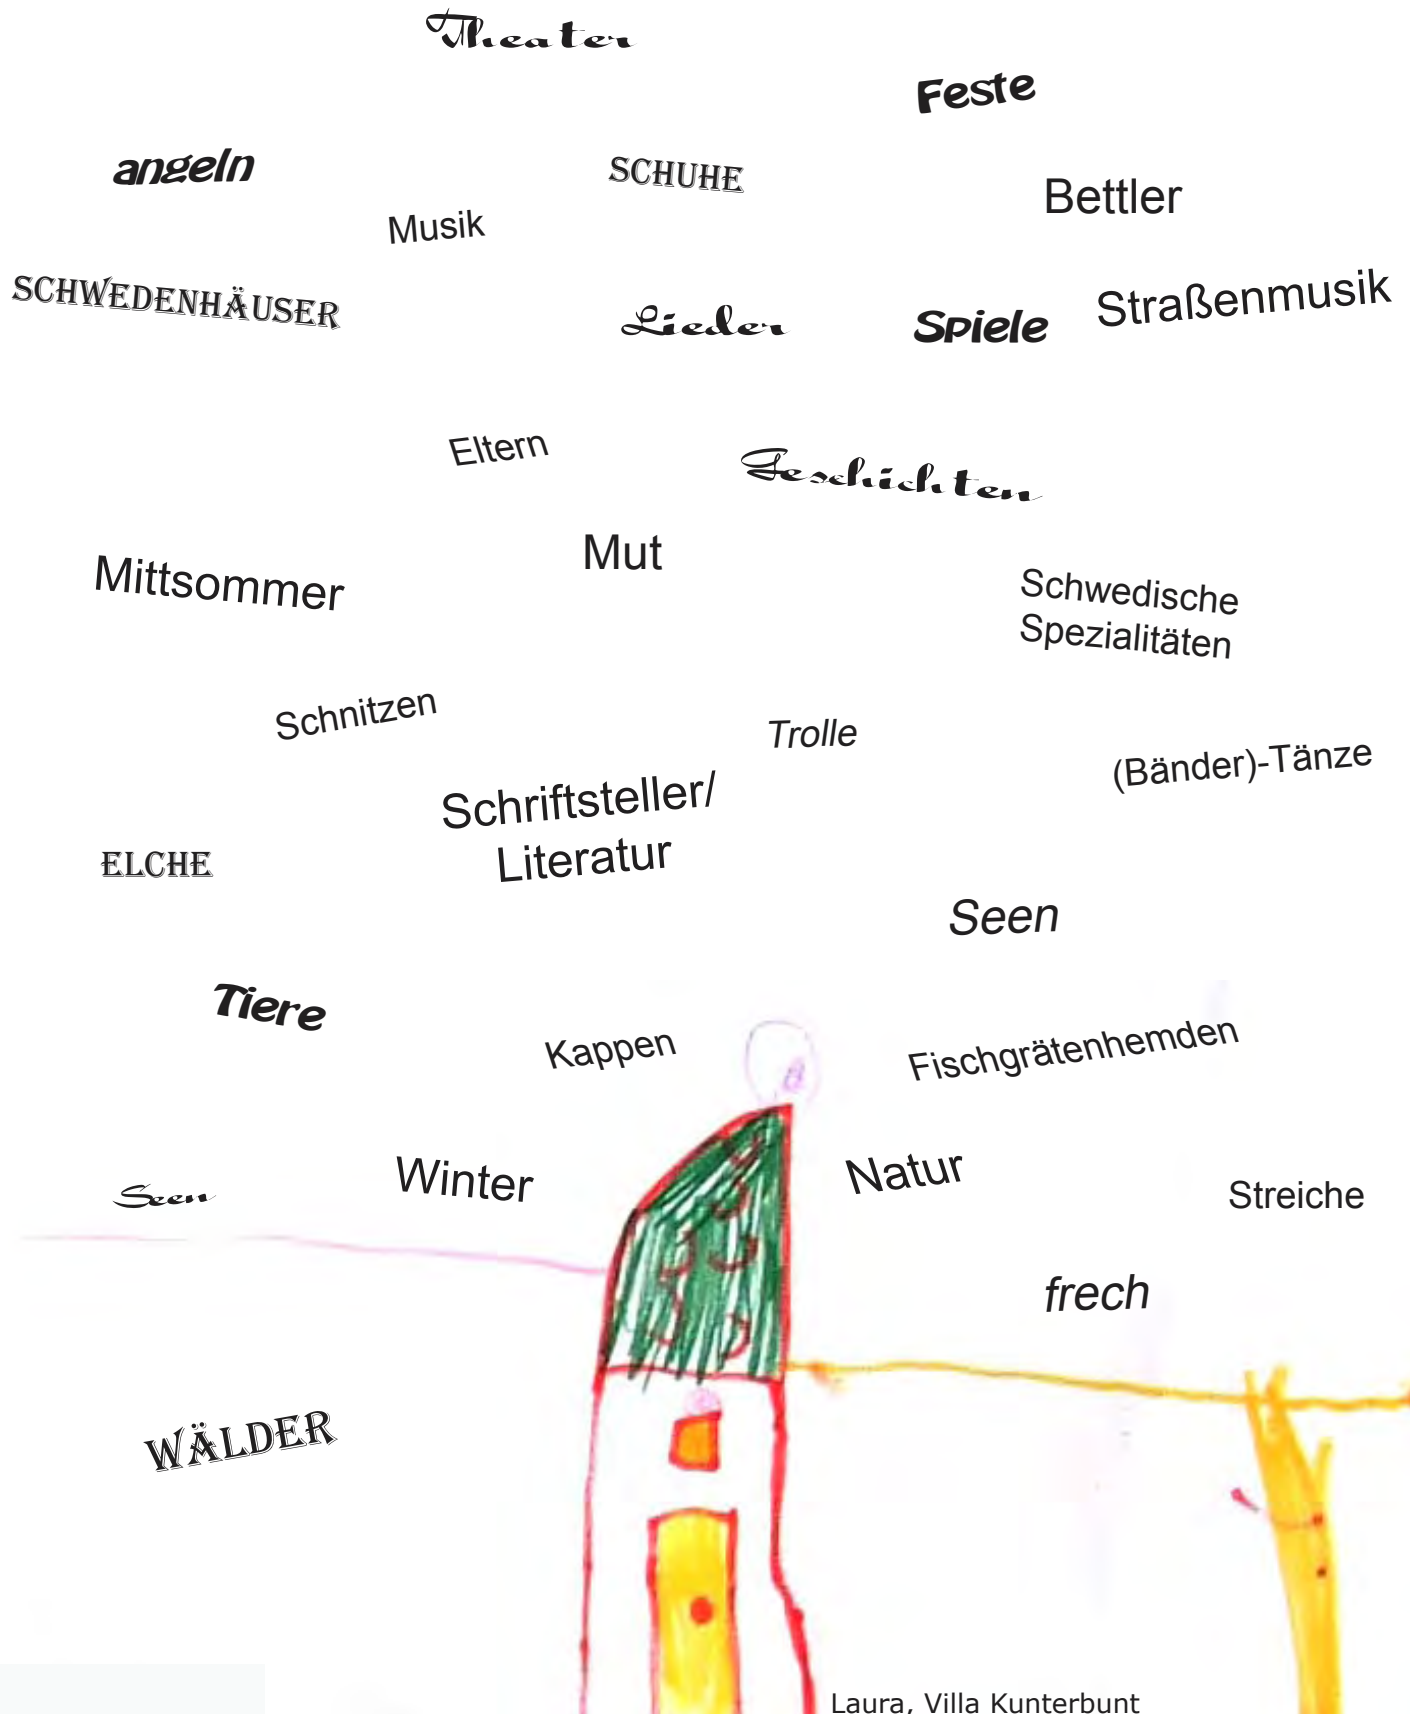 Theater
Feste
angeln
SCHUHE
Bettler
Musik
SCHWEDENHÄUSER
Lieder
Spiele
Straßenmusik
Eltern
Geschichten
Mut
Mittsommer
Schwedische
Spezialitäten
Schnitzen
Trolle
(Bänder)-Tänze
Schriftsteller/
Literatur
ELCHE
Seen
Tiere
Kappen
Fischgrätenhemden
Seen
Winter
Natur
Streiche
frech
WÄLDER
Laura, Villa Kunterbunt